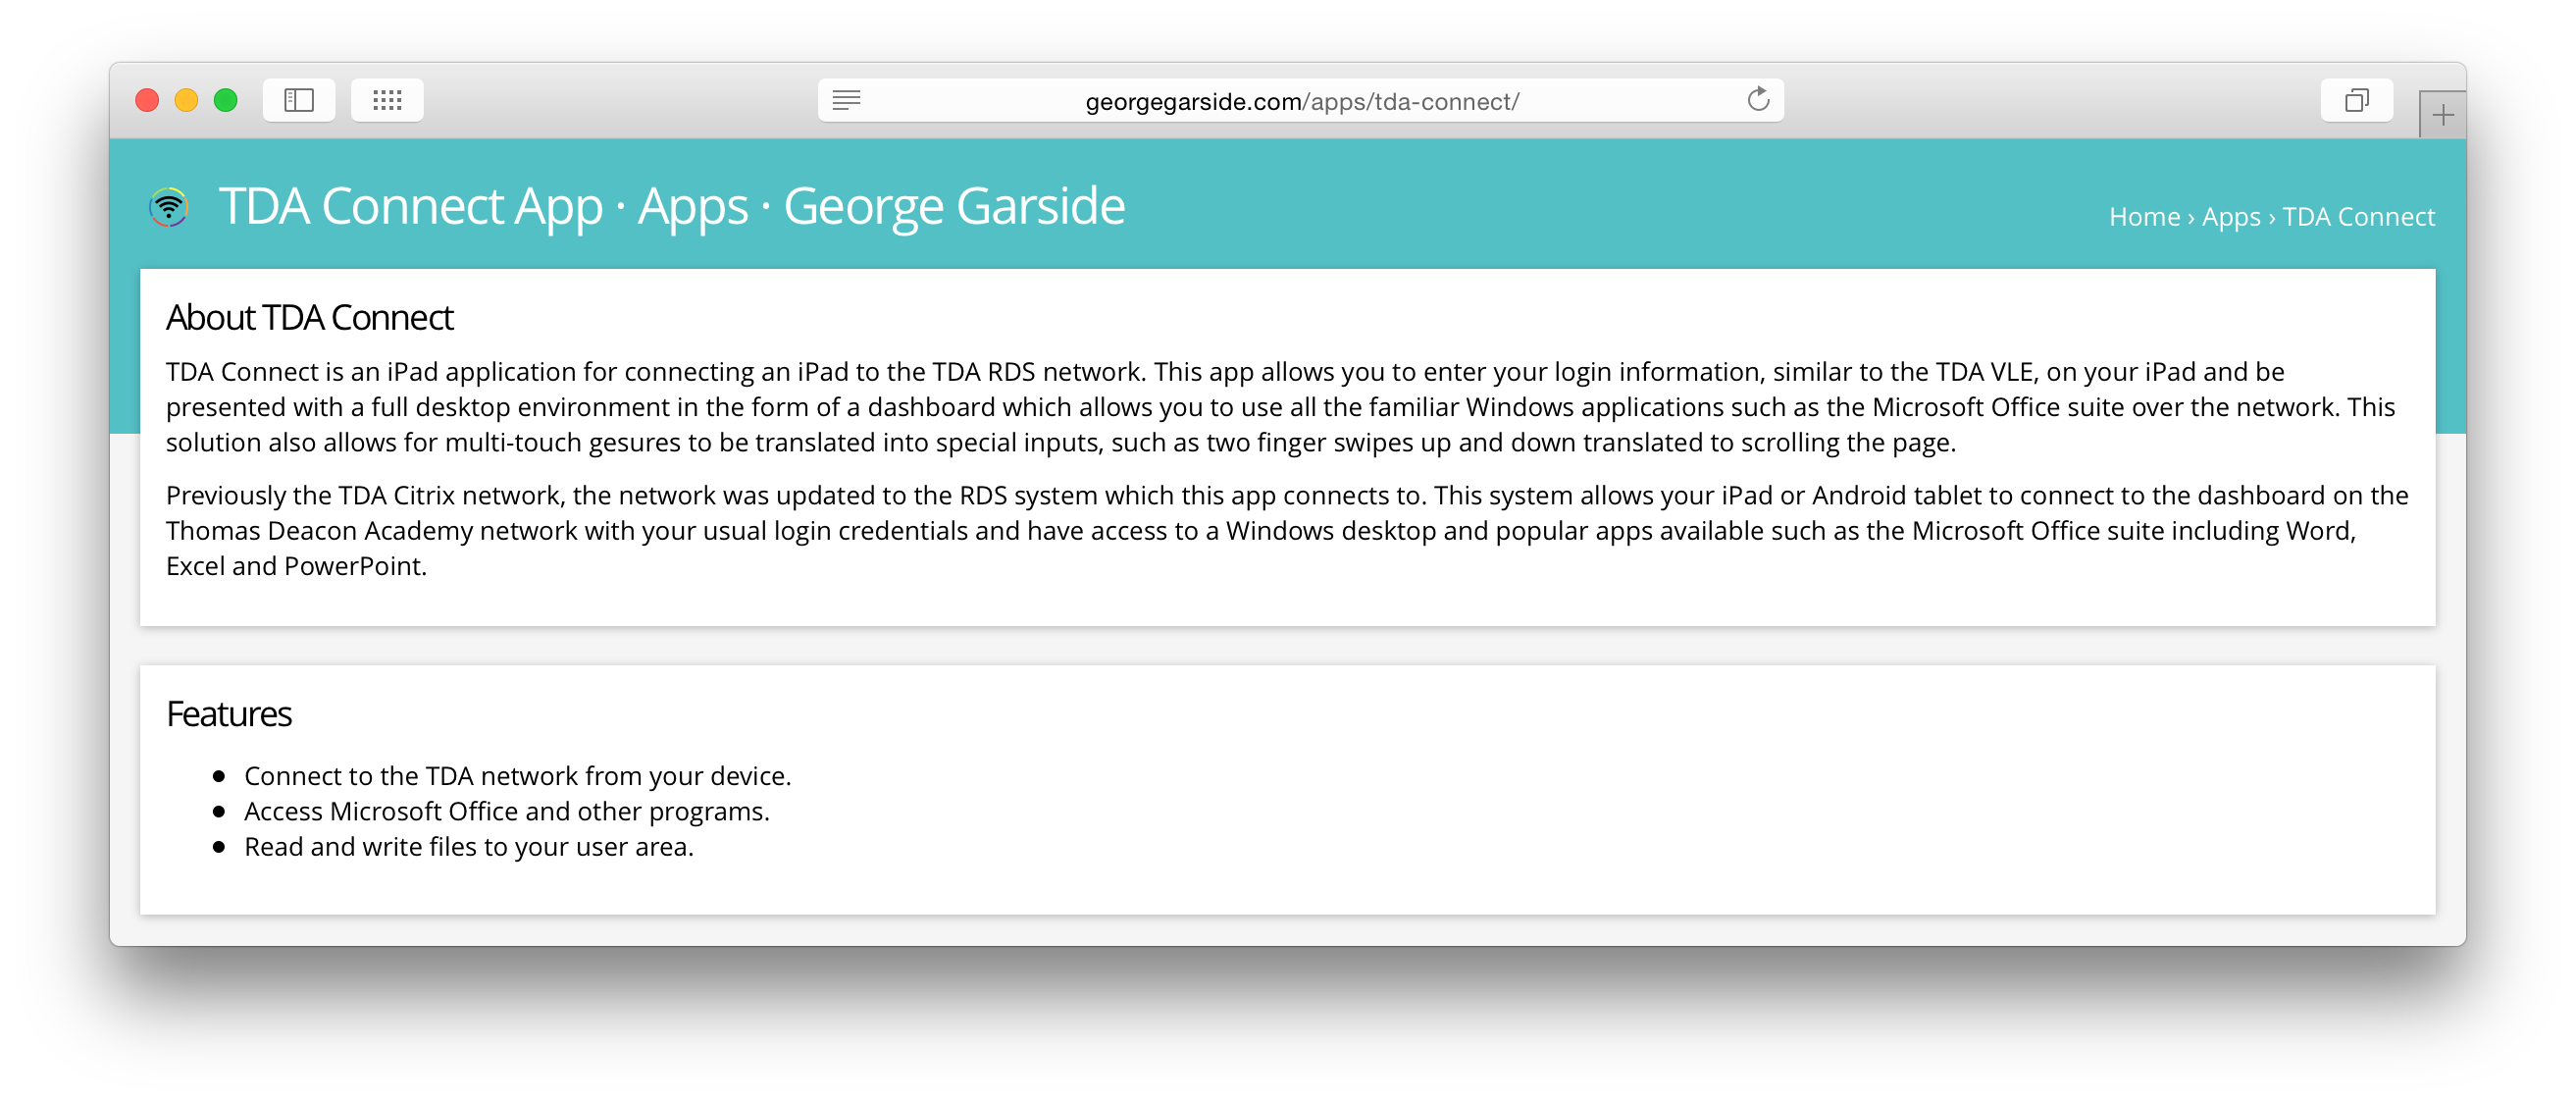 georgegarside.com/apps/tda-connect/
TDA Connect App · Apps · George Garside
Home › Apps › TDA Connect
About TDA Connect
TDA Connect is an iPad application for connecting an iPad to the TDA RDS network. This app allows you to enter your login information, similar to the TDA VLE, on your iPad and be
presented with a full desktop environment in the form of a dashboard which allows you to use all the familiar Windows applications such as the Microsoft Office suite over the network. This
solution also allows for multi-touch gesures to be translated into special inputs, such as two finger swipes up and down translated to scrolling the page.
Previously the TDA Citrix network, the network was updated to the RDS system which this app connects to. This system allows your iPad or Android tablet to connect to the dashboard on the
Thomas Deacon Academy network with your usual login credentials and have access to a Windows desktop and popular apps available such as the Microsoft Office suite including Word,
Excel and PowerPoint.
Features
• Connect to the TDA network from your device.
• Access Microsoft Office and other programs.
• Read and write files to your user area.